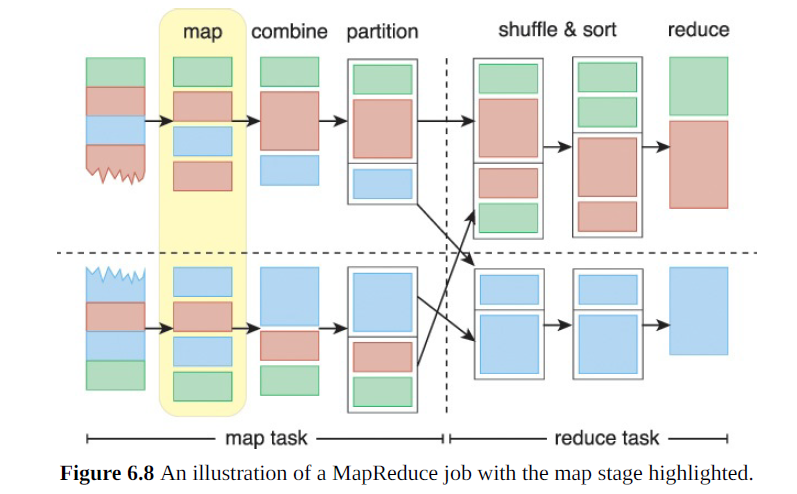 map combine partition shuffle & sort reduce
map task reduce task
Figure 6.8 An illustration of a MapReduce job with the map stage highlighted.